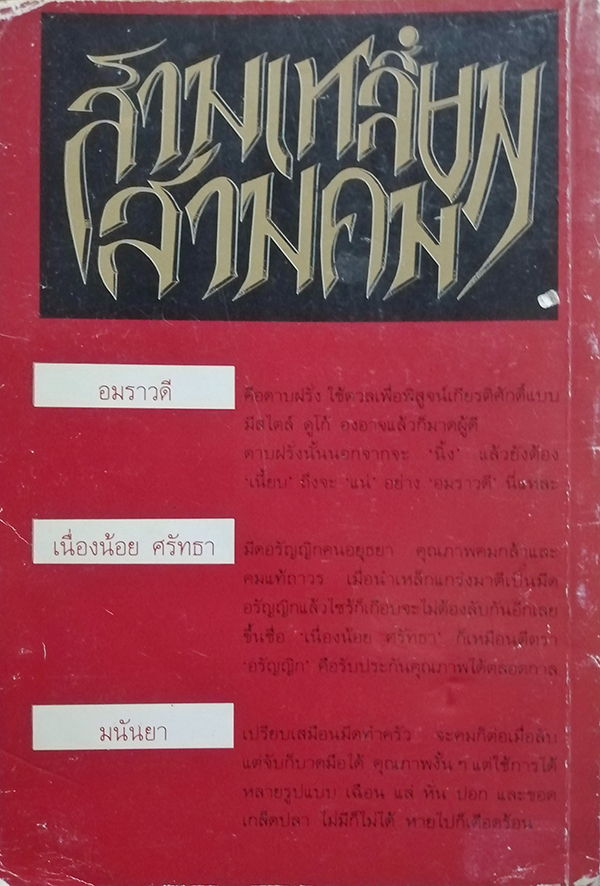 สามเหลี่ยม
สามคม
อมราวดี
คือดาบฝรั่ง ใช้ดวลเพื่อพิสูจน์เกียรติศักดิ์แบบ
มีสไตล์ ดูโก้ องอาจแล้วก็มาดผู้ดี
ดาบฝรั่งนั้นนอกจากจะ ‘นิ้ง’ แล้วยังต้อง
‘เนี้ยบ’ ถึงจะ ‘แน่’ อย่าง ‘อมราวดี’ นี่แหละ
เนื่องน้อย ศรัทธา
มีดอรัญญิกคนอยุธยา คุณภาพคมกล้าและ
คมแท้ถาวร เมื่อนำเหล็กแกร่งมาตีเป็นมีด
อรัญญิกแล้วไซร้ก็เกือบจะไม่ต้องลับกันอีกเลย
ขึ้นชื่อ ‘เนื่องน้อย ศรัทธา’ ก็เหมือนตีตรา
‘อรัญญิก’ คือรับประกันคุณภาพได้ตลอดกาล
มนันยา
เปรียบเสมือนมีดทำครัว จะคมก็ต่อเมื่อลับ
แต่จับก็บาดมือได้ คุณภาพงั้น ๆ แต่ใช้การได้
หลายรูปแบบ เฉือน แล่ หั่น ปอก และขอด
เกล็ดปลา ไม่มีก็ไม่ได้ หายไปก็เดือดร้อน